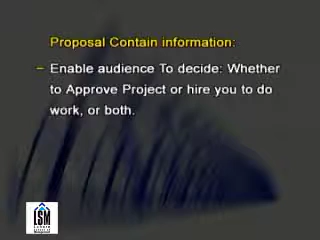 Proposal Contain information:
– Enable audience To decide: Whether
to Approve Project or hire you to do
work, or both.
LSM